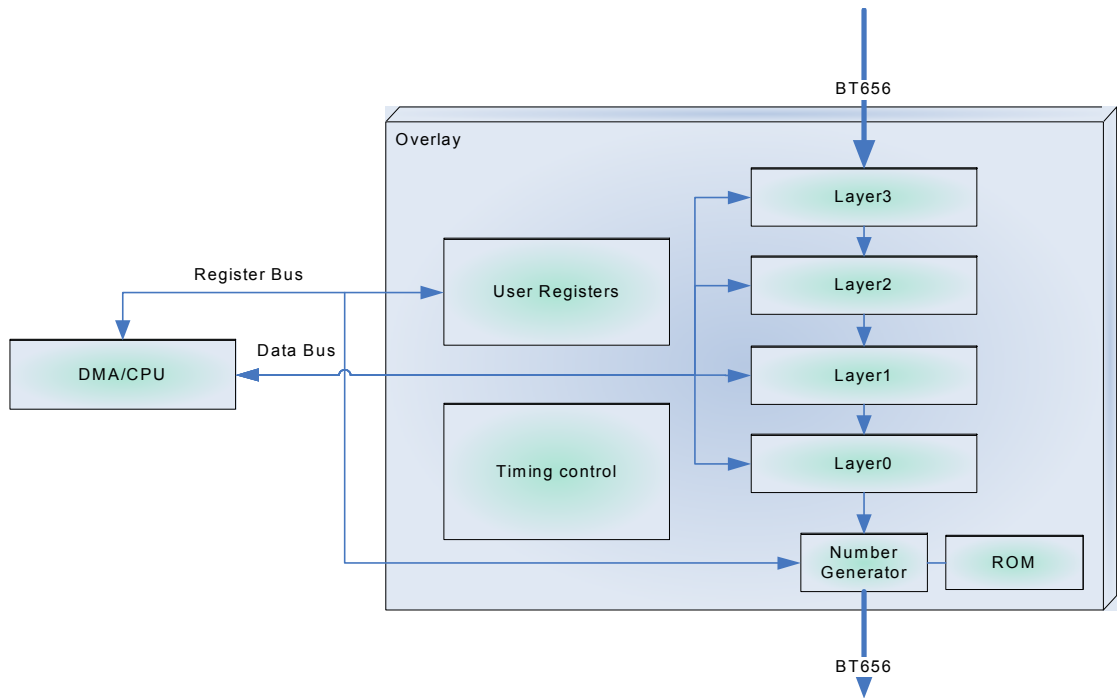 BT656
Overlay
Layer3
Register Bus
User Registers
Layer2
Data Bus
DMA/CPU
Layer1
Timing control
Layer0
Number
Generator
ROM
BT656